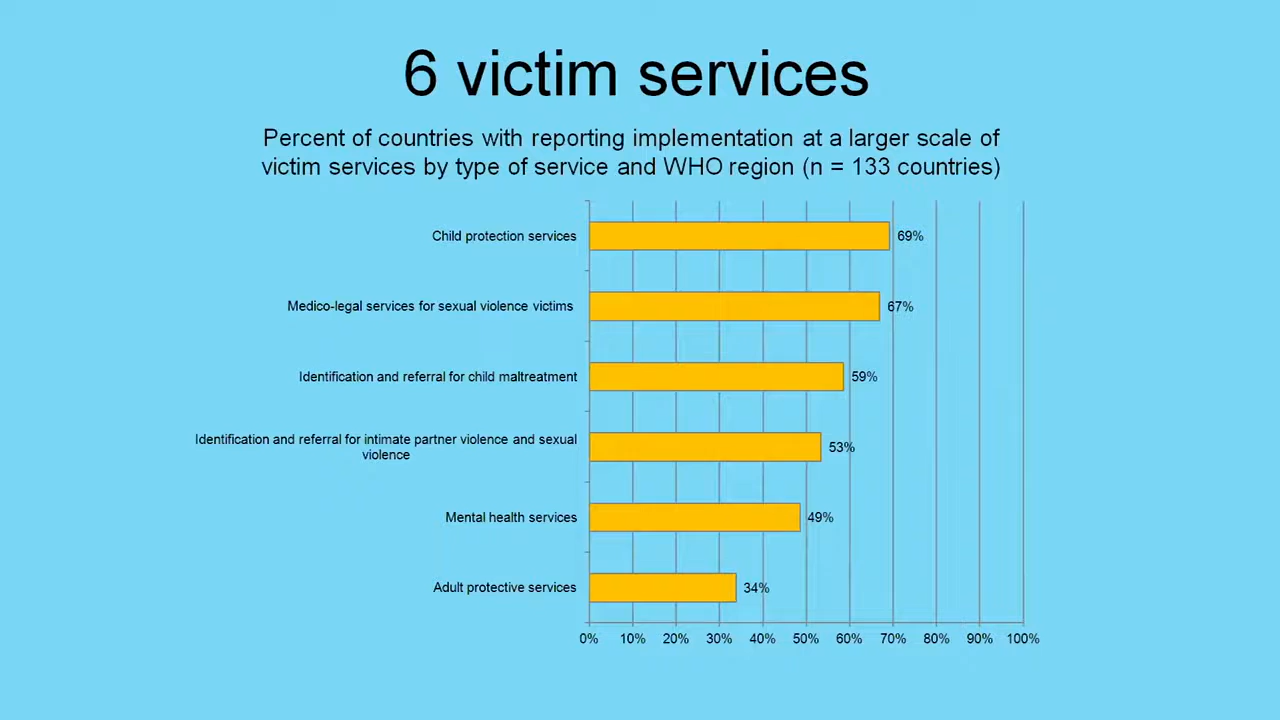 6 victim services
Percent of countries with reporting implementation at a larger scale of
victim services by type of service and WHO region (n = 133 countries)
Child protection services 69%
Medico-legal services for sexual violence victims 67%
Identification and referral for child maltreatment 59%
Identification and referral for intimate partner violence and sexual
violence 53%
Mental health services 49%
Adult protective services 34%
0% 10% 20% 30% 40% 50% 60% 70% 80% 90% 100%